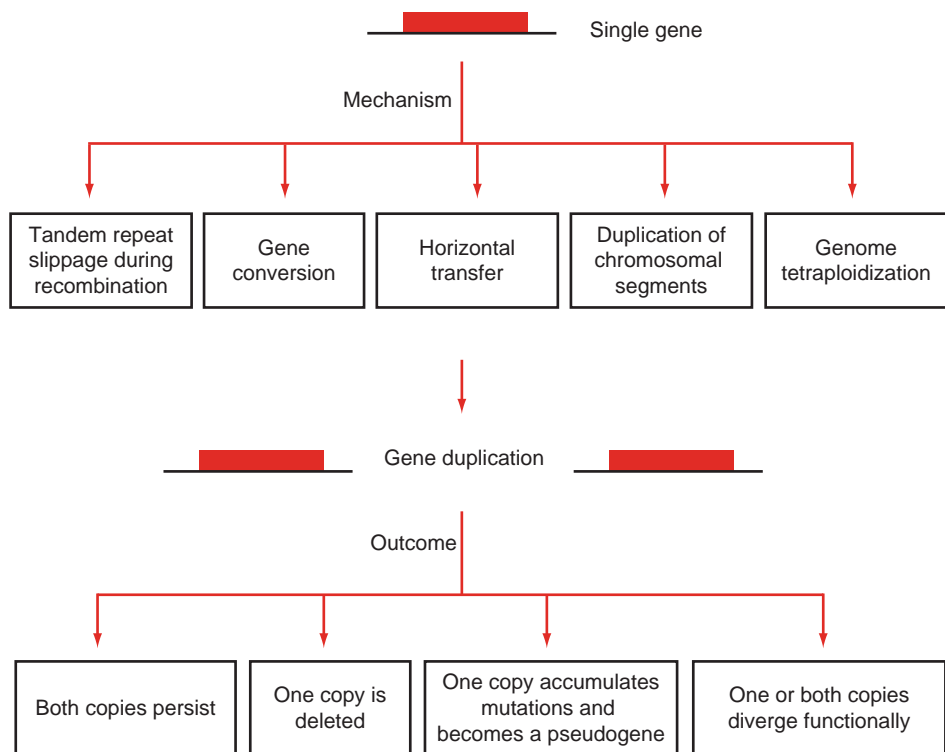 Single gene
Mechanism
Tandem repeat
slippage during
recombination
Gene
conversion
Horizontal
transfer
Duplication of
chromosomal
segments
Genome
tetraploidization
Gene duplication
Outcome
Both copies persist
One copy is
deleted
One copy accumulates
mutations and
becomes a pseudogene
One or both copies
diverge functionally